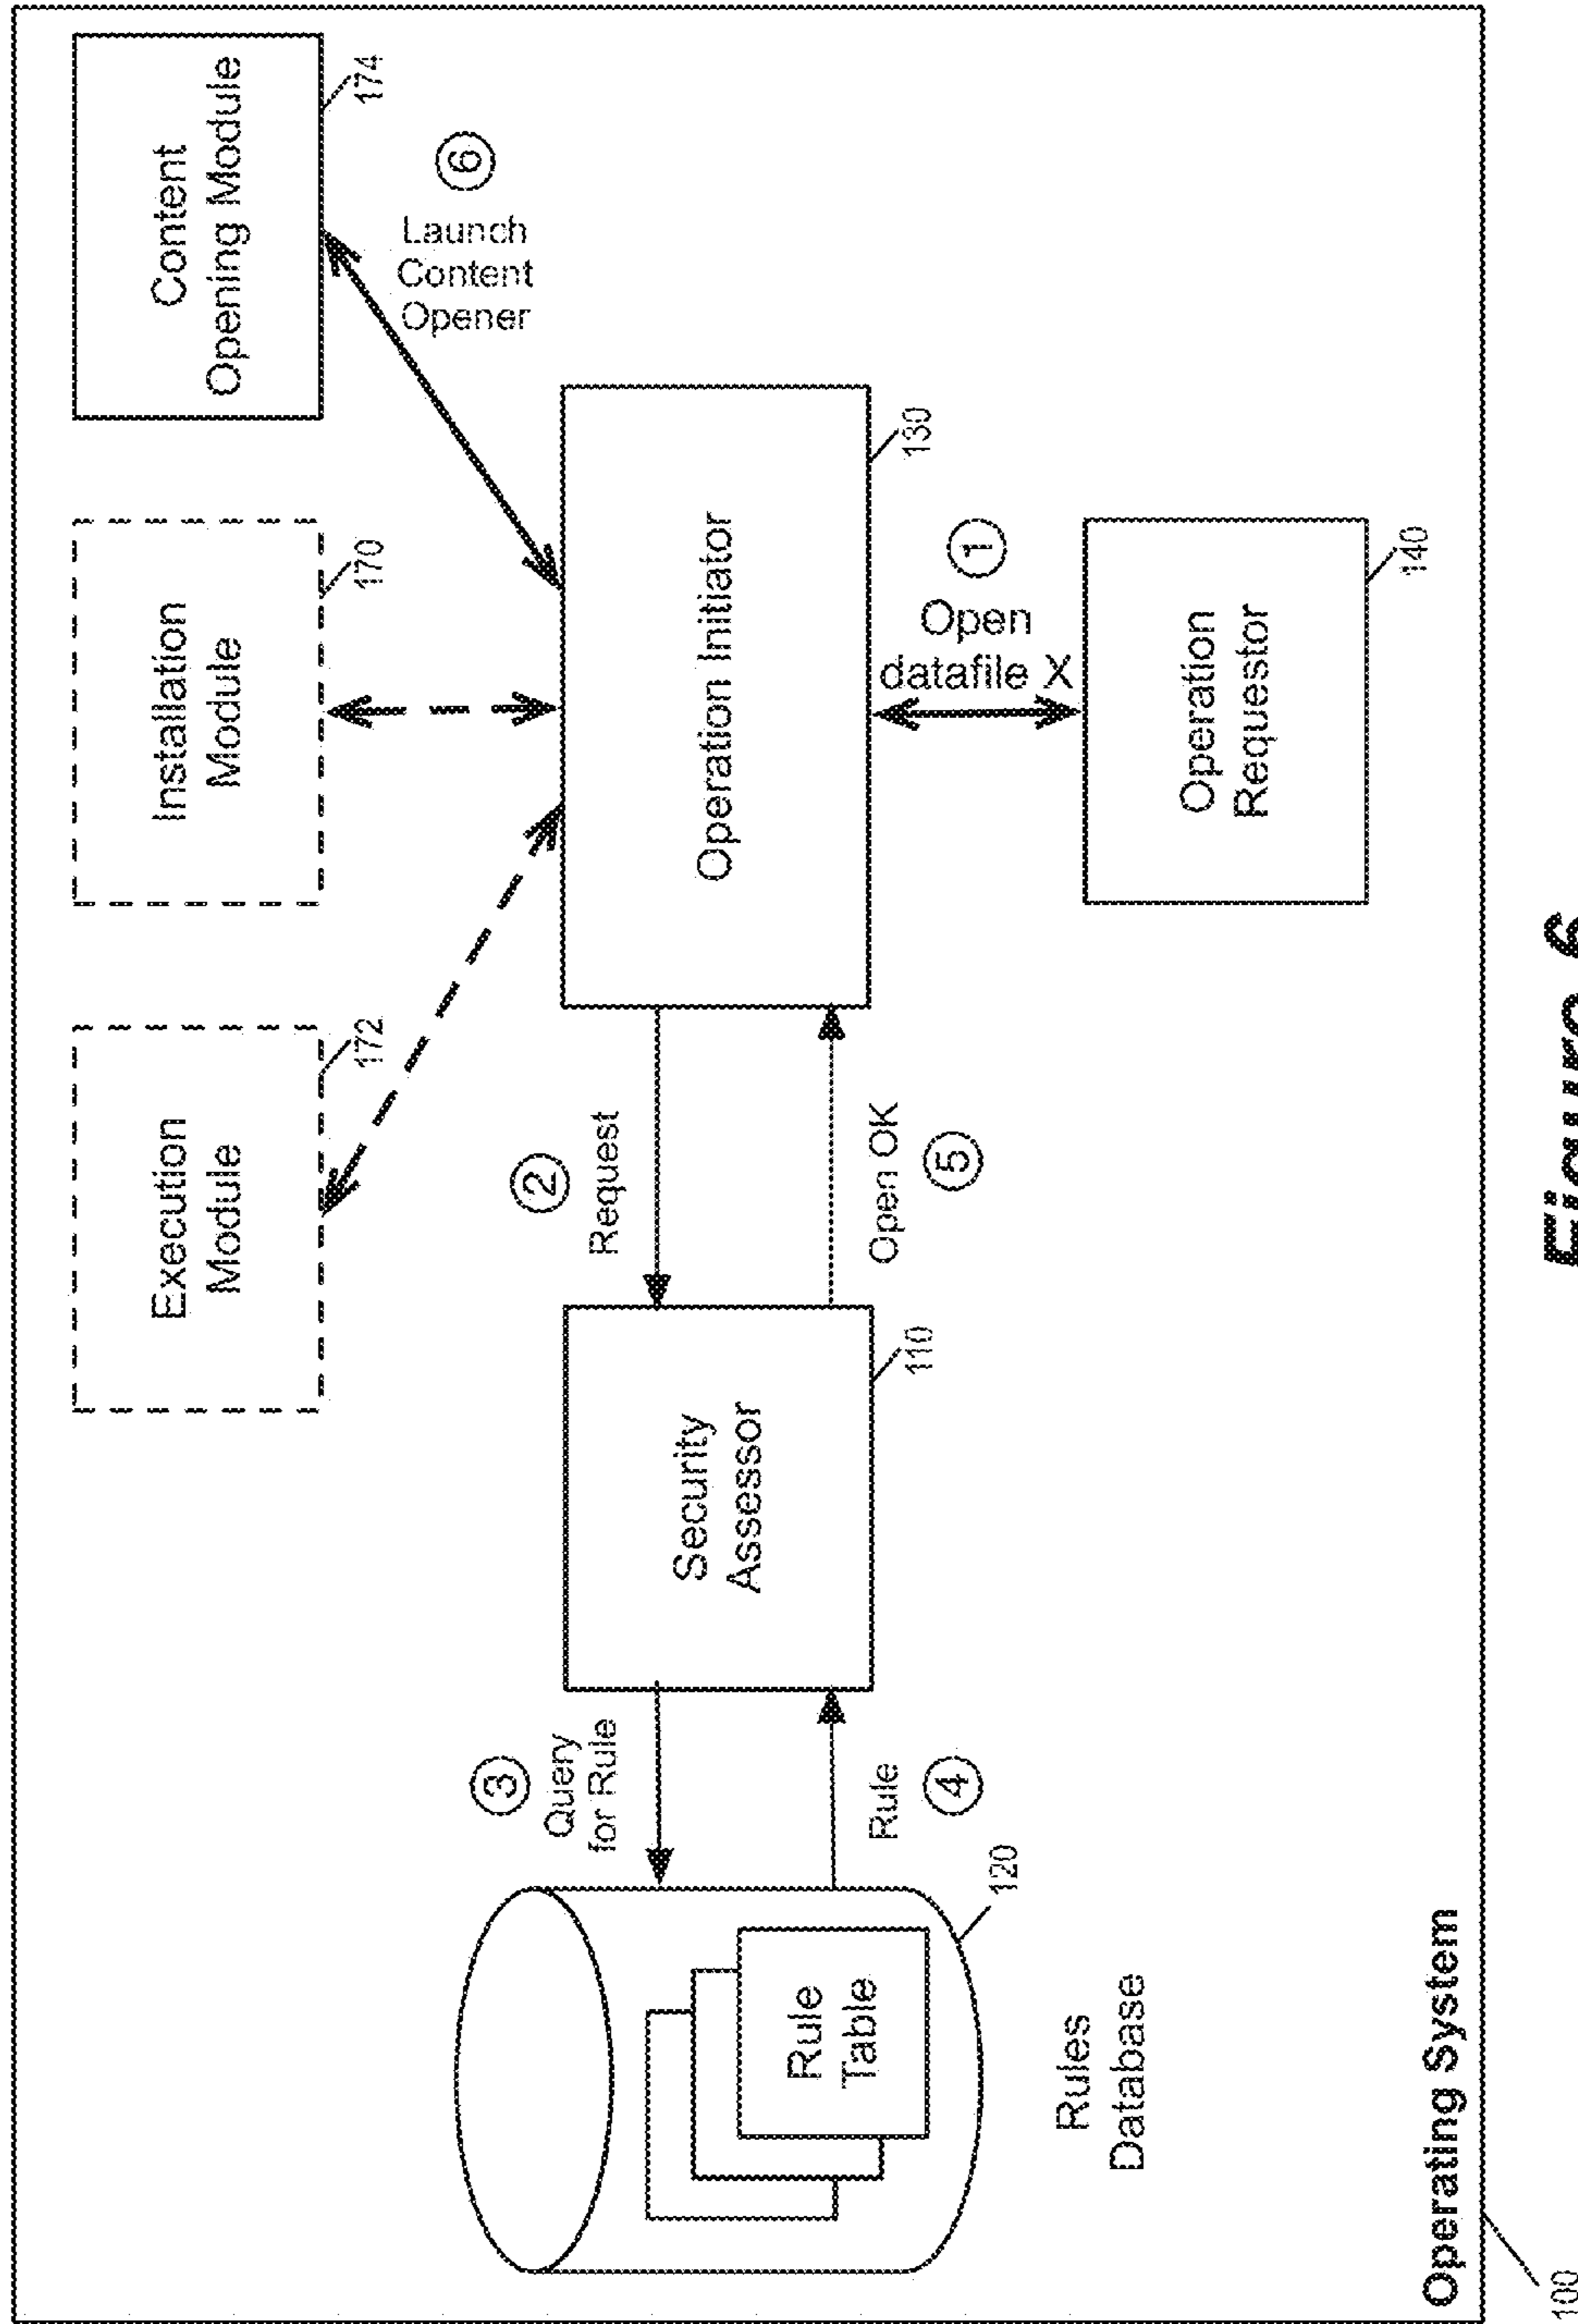 Execution
Module
172
Installation
Module
170
Content
Opening Module
174
6
Launch
Content
Opener
3
Query
for Rule
2
Request
Rule
Table
Security
Assessor
Operation Initiator
110
130
Rule
4
Open OK
5
Open
datafile X
1
120
Rules
Database
Operation
Requestor
140
Operating System
100
Figure 6